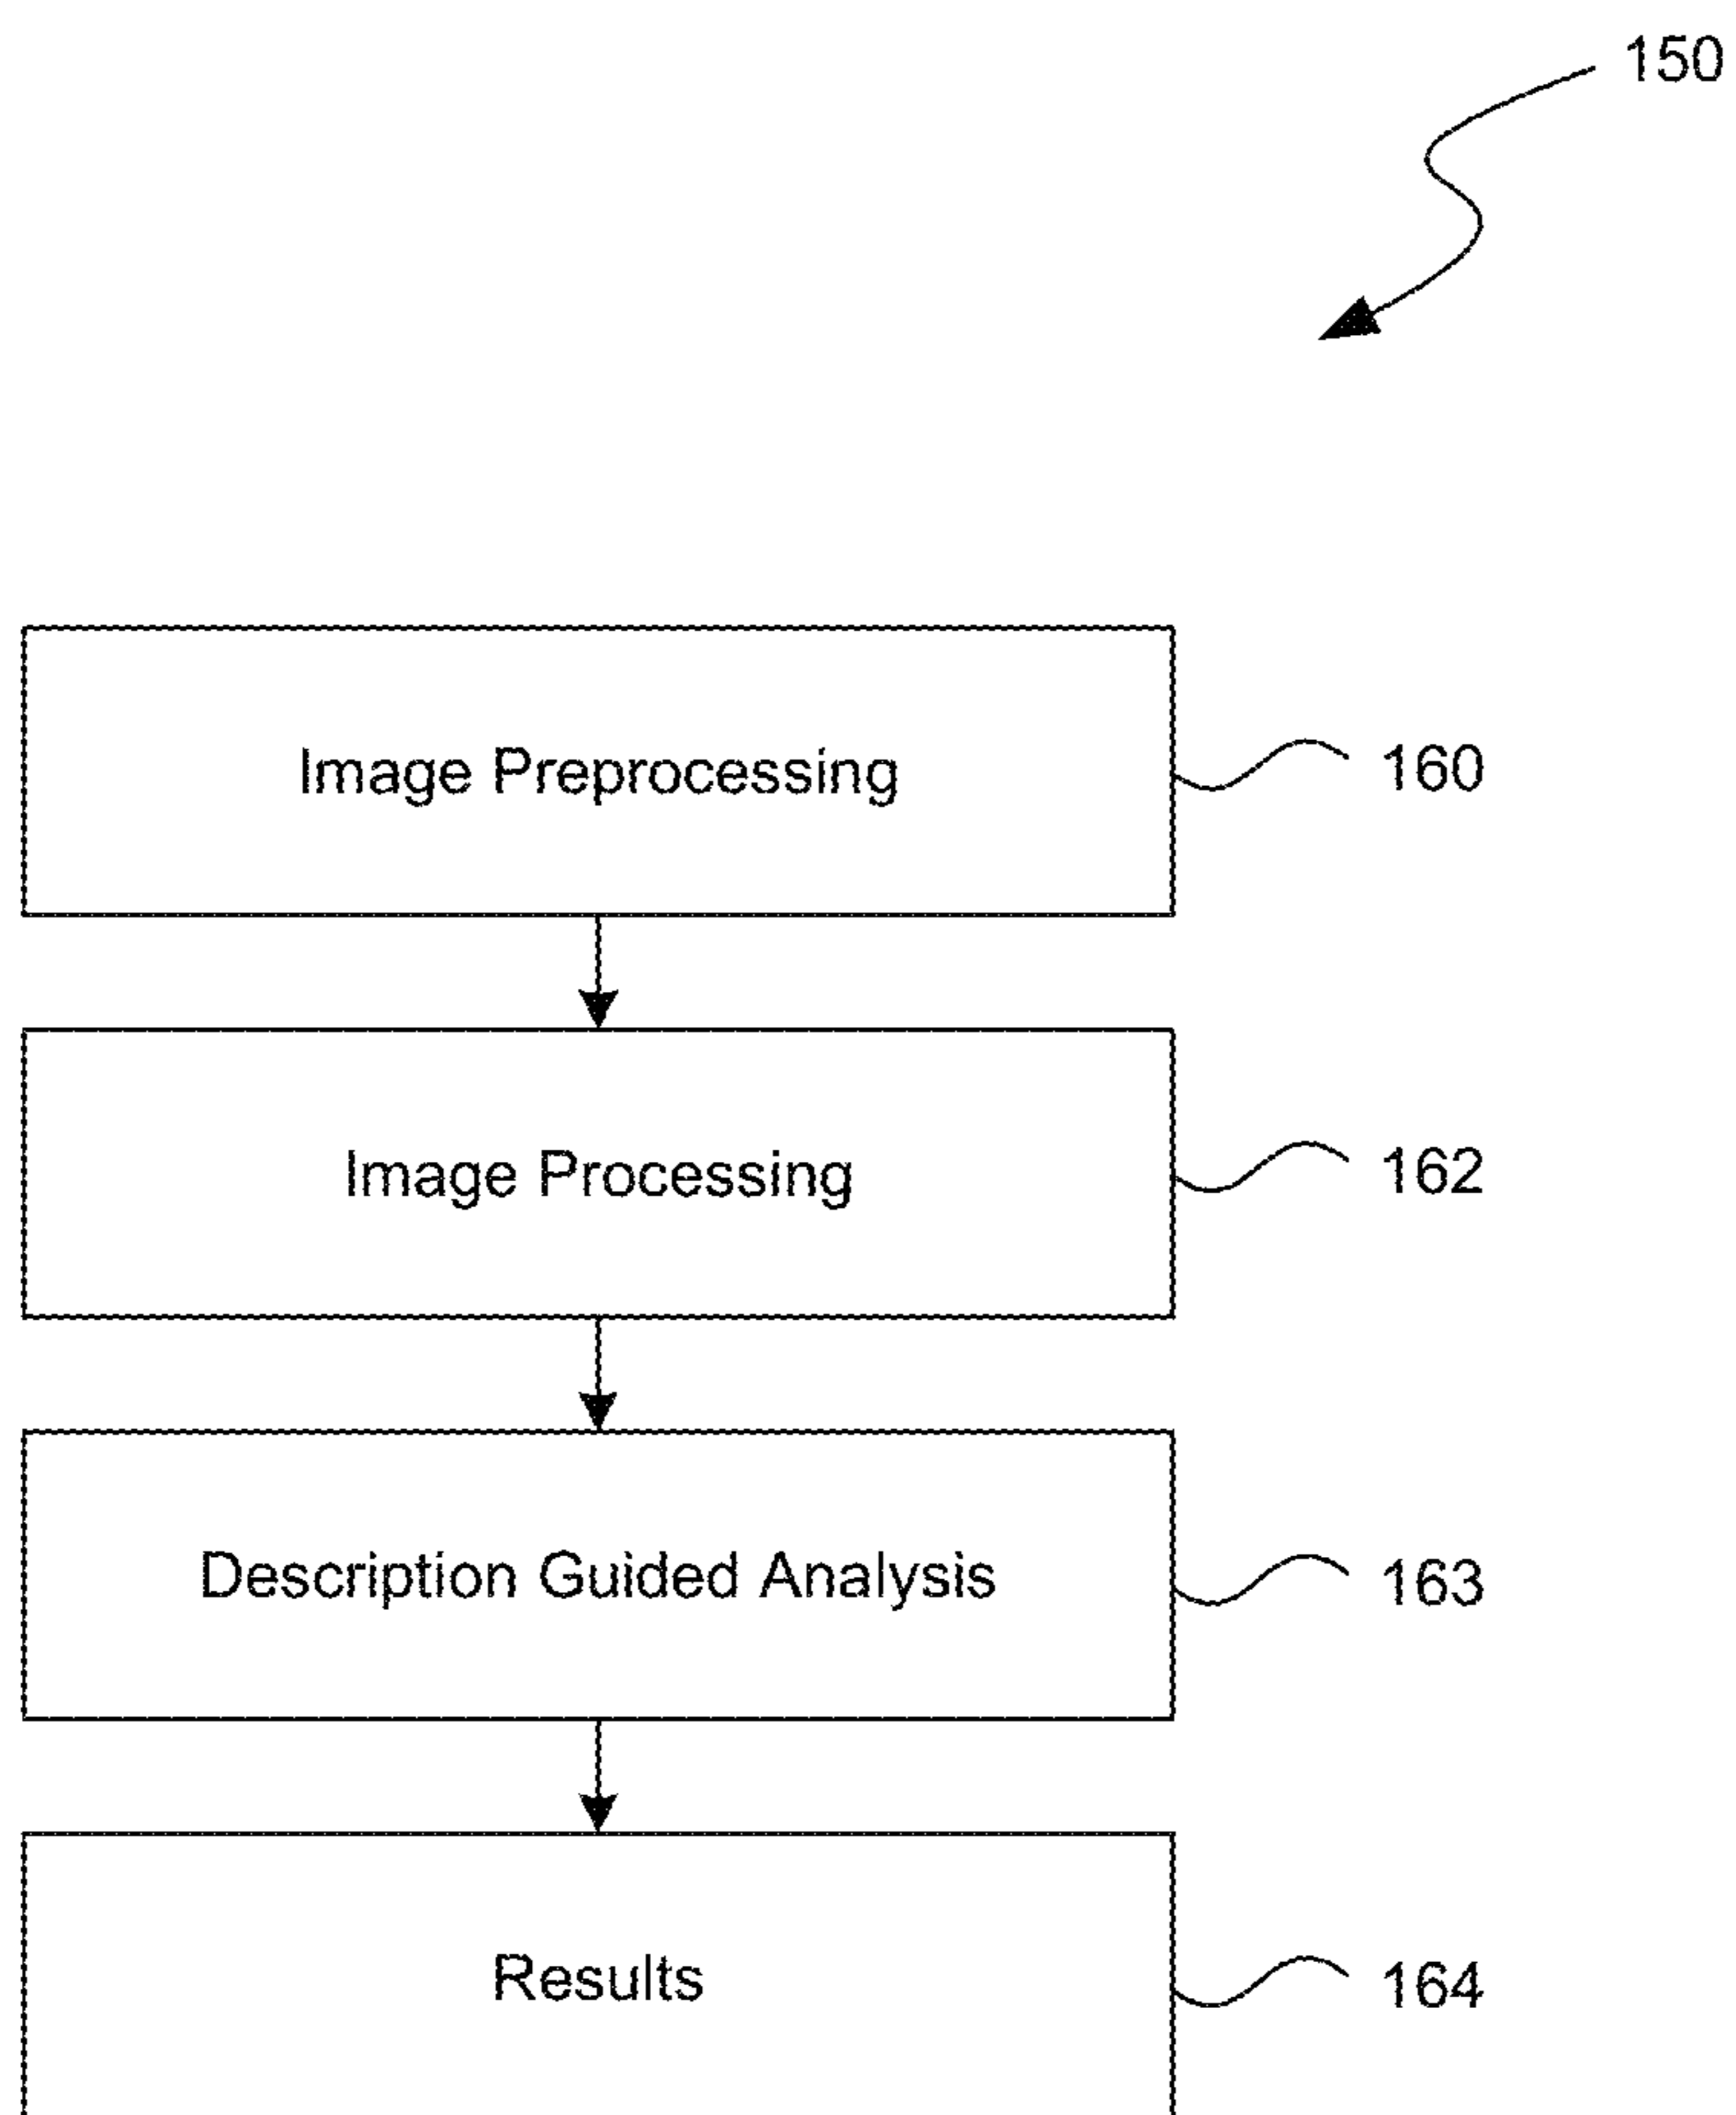 150
Image Preprocessing
160
Image Processing
162
Description Guided Analysis
163
Results
164